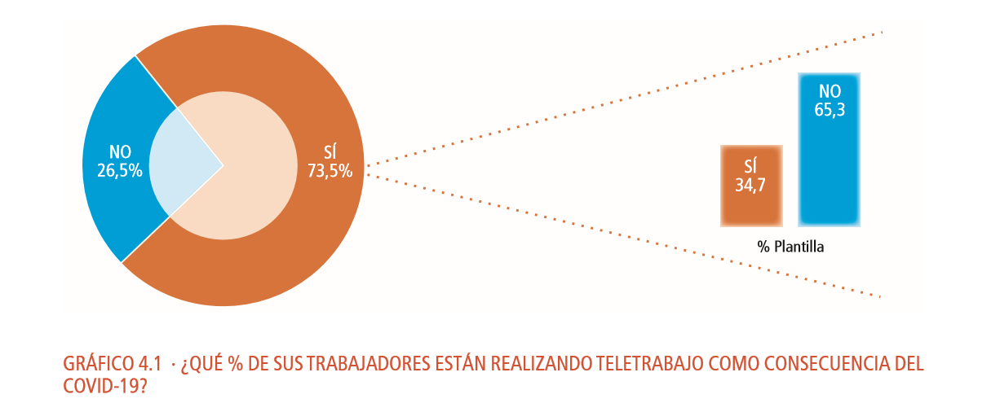 NO
26,5%
SÍ
73,5%
SÍ
34,7
NO
65,3
% Plantilla
GRÁFICO 4.1 · ¿QUÉ % DE SUS TRABAJADORES ESTÁN REALIZANDO TELETRABAJO COMO CONSECUENCIA DEL
COVID-19?